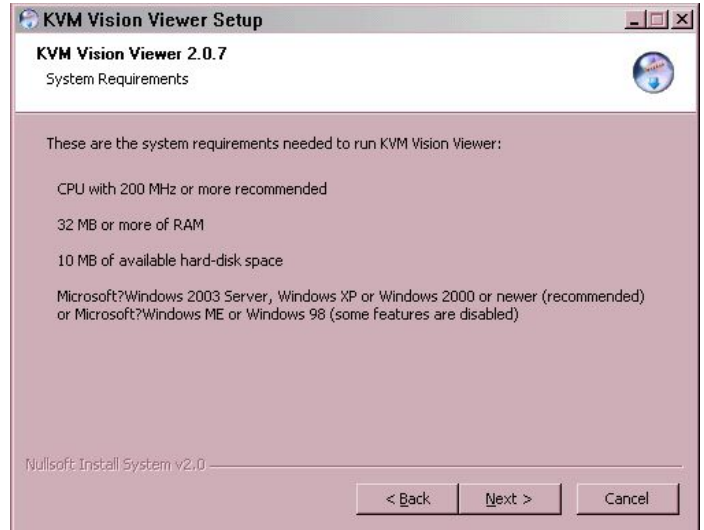 KVM Vision Viewer Setup
KVM Vision Viewer 2.0.7
System Requirements
These are the system requirements needed to run KVM Vision Viewer:
CPU with 200 MHz or more recommended
32 MB or more of RAM
10 MB of available hard-disk space
Microsoft?Windows 2003 Server, Windows XP or Windows 2000 or newer (recommended)
or Microsoft?Windows ME or Windows 98 (some features are disabled)
Nullsoft Install System v2.0
< Back Next > Cancel